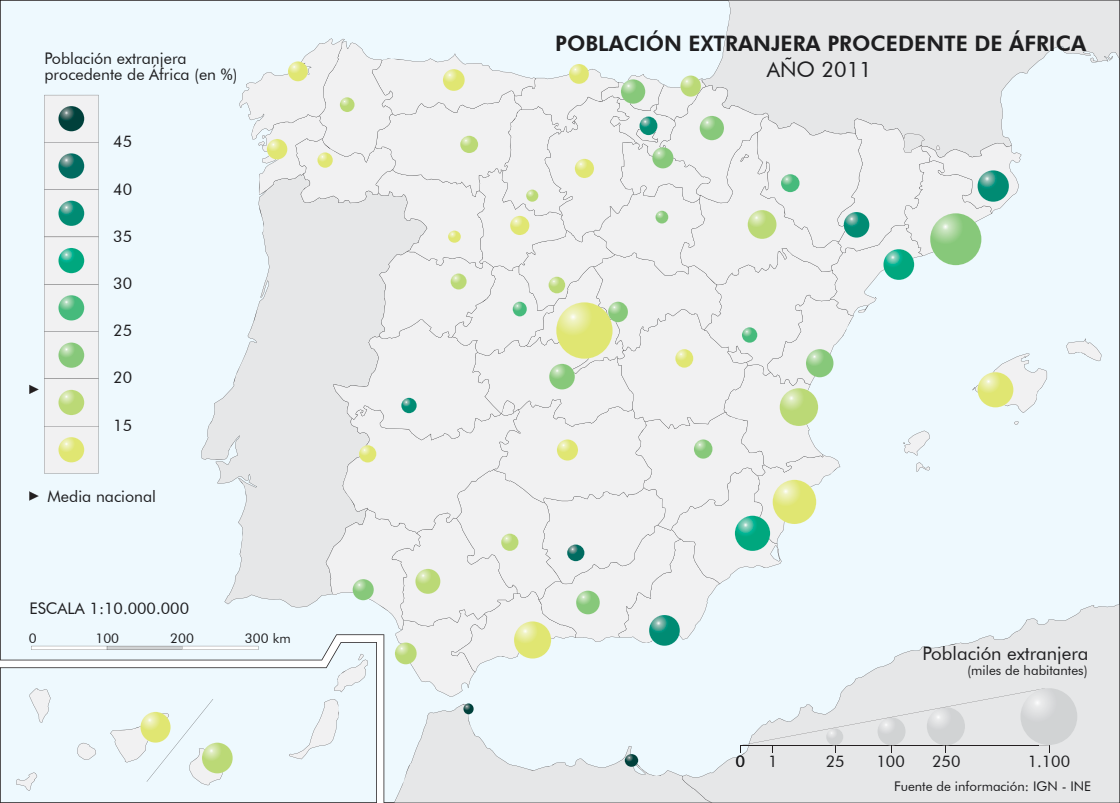 POBLACIÓN EXTRANJERA PROCEDENTE DE ÁFRICA
AÑO 2011
Población extranjera
procedente de África (en %)
45
40
35
30
25
20
15
► Media nacional
ESCALA 1:10.000.000
0 100 200 300 km
Población extranjera
(miles de habitantes)
0 1 25 100 250 1.100
Fuente de información: IGN - INE